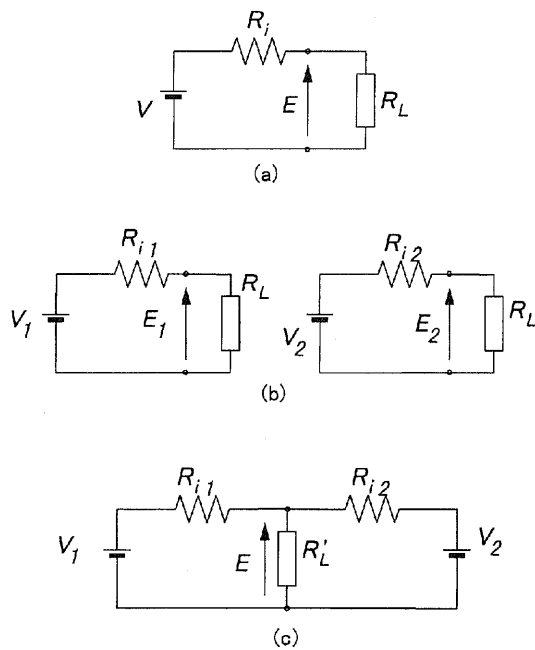 R_i
V
E
R_L
(a)
R_i1
R_L
V_1
E_1
R_i2
R_L
V_2
E_2
(b)
R_i1
R_i2
V_1
E
R'_L
V_2
(c)